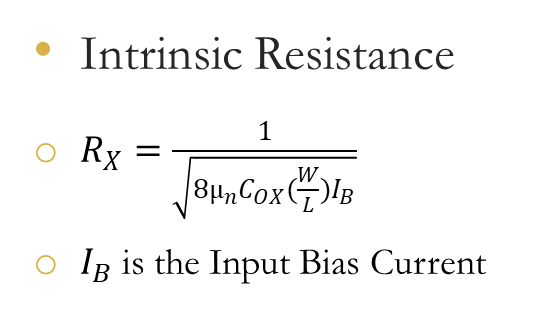 • Intrinsic Resistance
○ R_X = 1 / √(8μ_n C_OX (W/L) I_B)
○ I_B is the Input Bias Current